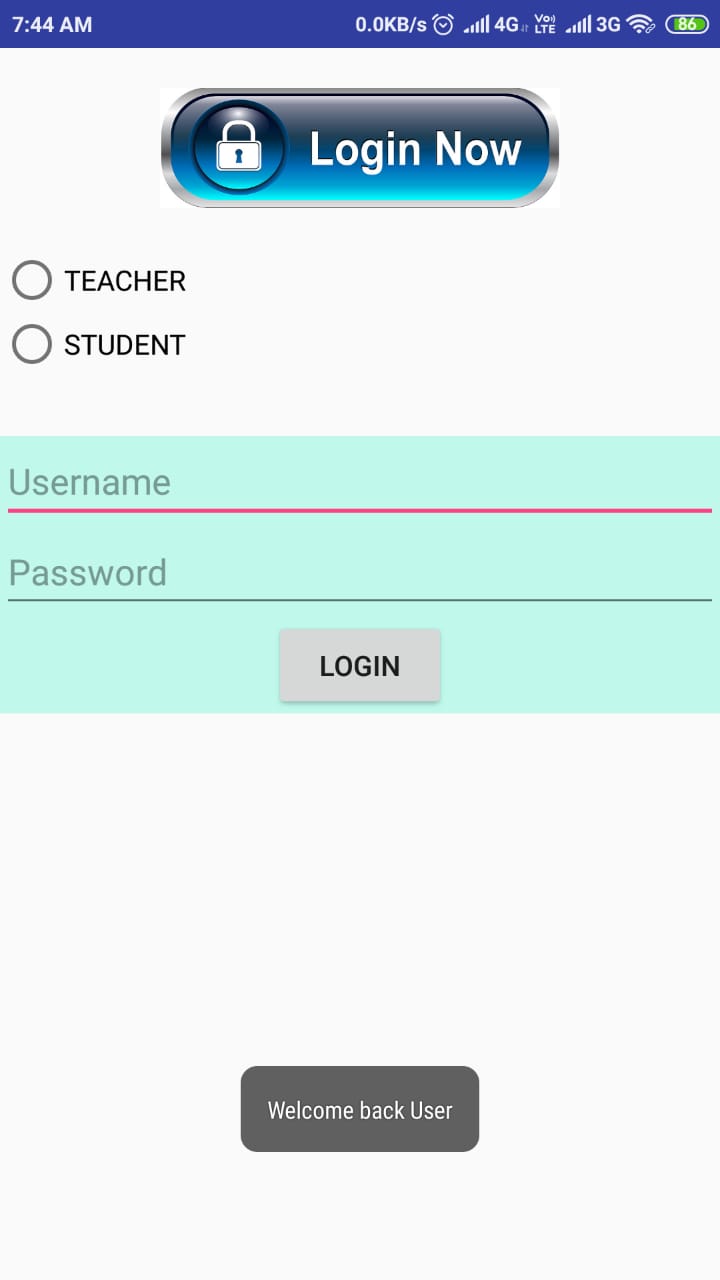 7:44 AM 0.0KB/s 4G Vo)) LTE 3G 86
Login Now
TEACHER
STUDENT
Username
Password
LOGIN
Welcome back User